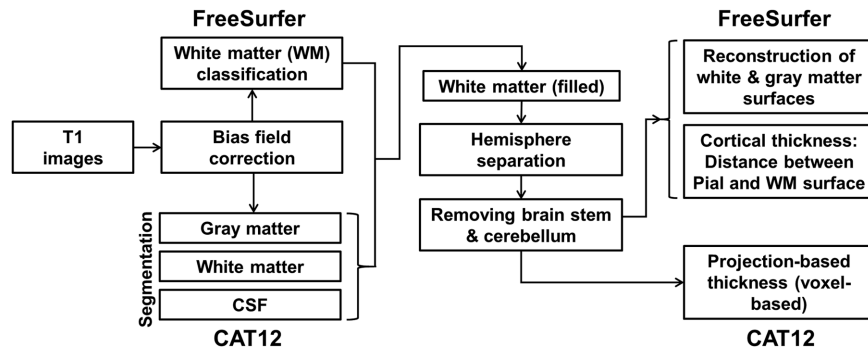 FreeSurfer
White matter (WM)
classification
T1
images
Bias field
correction
Segmentation
Gray matter
White matter
CSF
CAT12
White matter (filled)
Hemisphere
separation
Removing brain stem
& cerebellum
FreeSurfer
Reconstruction of
white & gray matter
surfaces
Cortical thickness:
Distance between
Pial and WM surface
Projection-based
thickness (voxel-
based)
CAT12